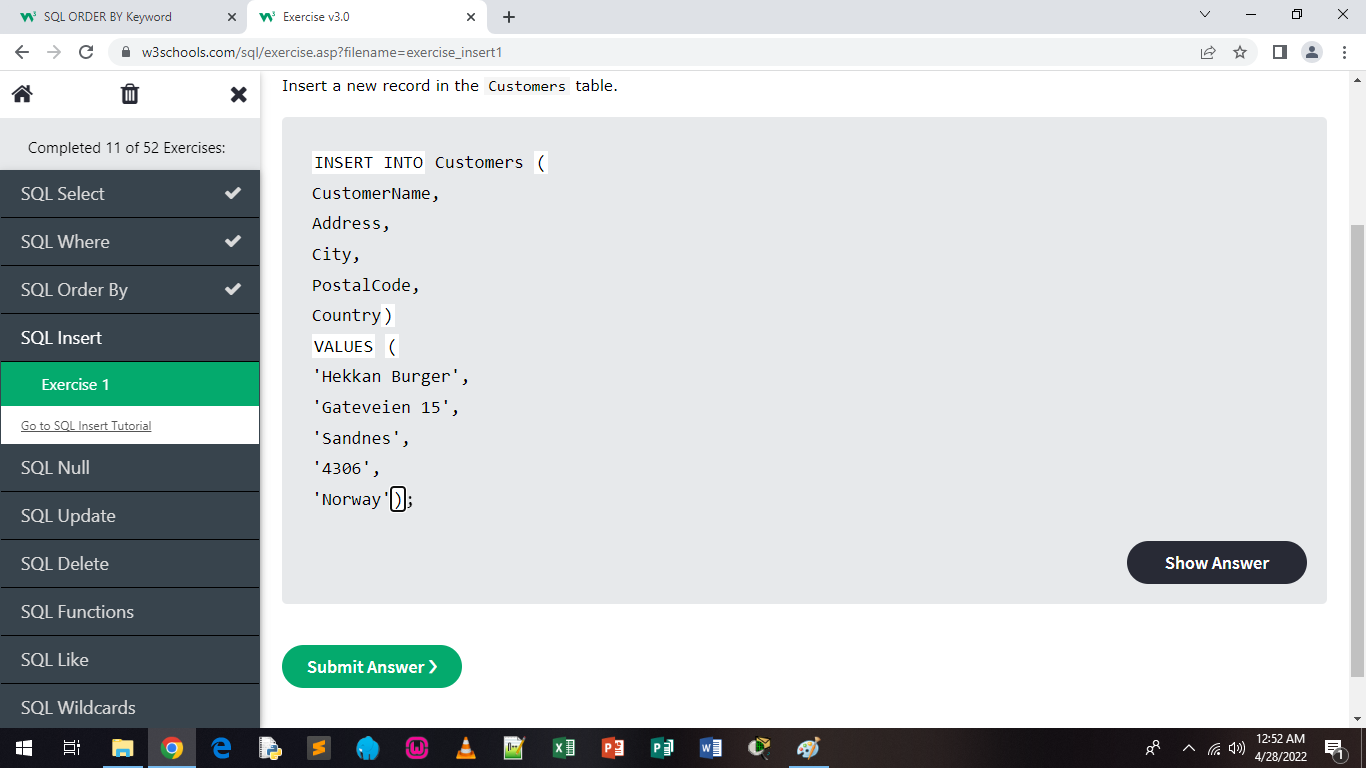 SQL ORDER BY Keyword
Exercise v3.0
w3schools.com/sql/exercise.asp?filename=exercise_insert1
Completed 11 of 52 Exercises:
SQL Select
SQL Where
SQL Order By
SQL Insert
Exercise 1
Go to SQL Insert Tutorial
SQL Null
SQL Update
SQL Delete
SQL Functions
SQL Like
SQL Wildcards
Insert a new record in the Customers table.
INSERT INTO Customers (
CustomerName,
Address,
City,
PostalCode,
Country)
VALUES (
'Hekkan Burger',
'Gateveien 15',
'Sandnes',
'4306',
'Norway');
Show Answer
Submit Answer ❯
12:52 AM
4/28/2022
1